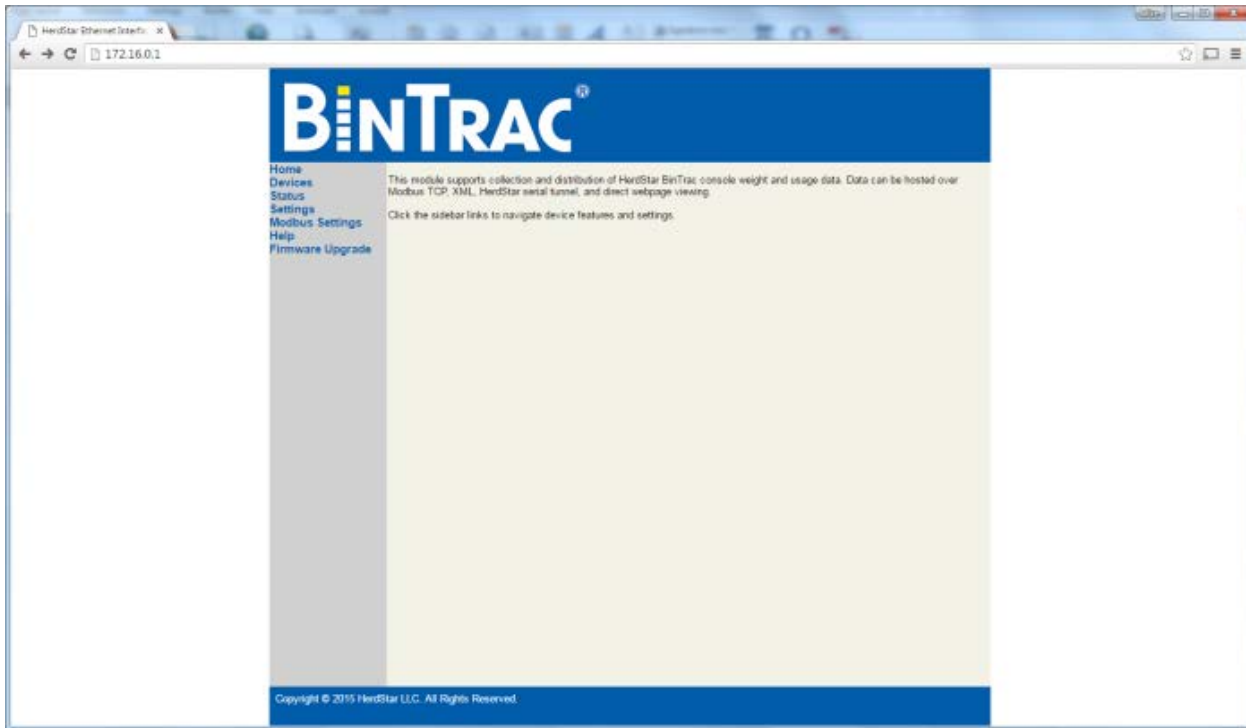 HerdStar Ethernet Interfa
172.16.0.1
BINTRAC®
Home
Devices
Status
Settings
Modbus Settings
Help
Firmware Upgrade
This module supports collection and distribution of HerdStar BinTrac console weight and usage data. Data can be hosted over
Modbus TCP, XML, HerdStar serial tunnel, and direct webpage viewing.
Click the sidebar links to navigate device features and settings.
Copyright © 2015 HerdStar LLC. All Rights Reserved.